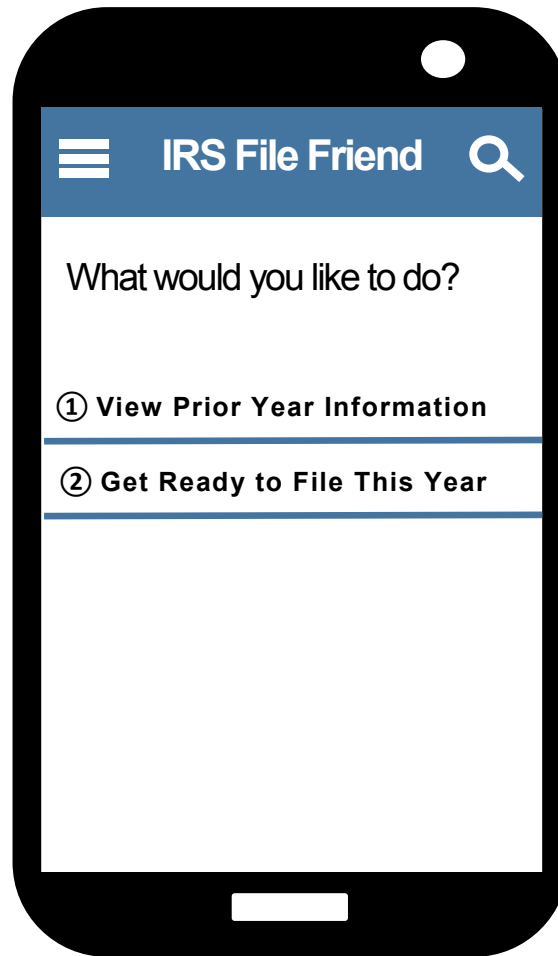 IRS File Friend
What would you like to do?
① View Prior Year Information
② Get Ready to File This Year